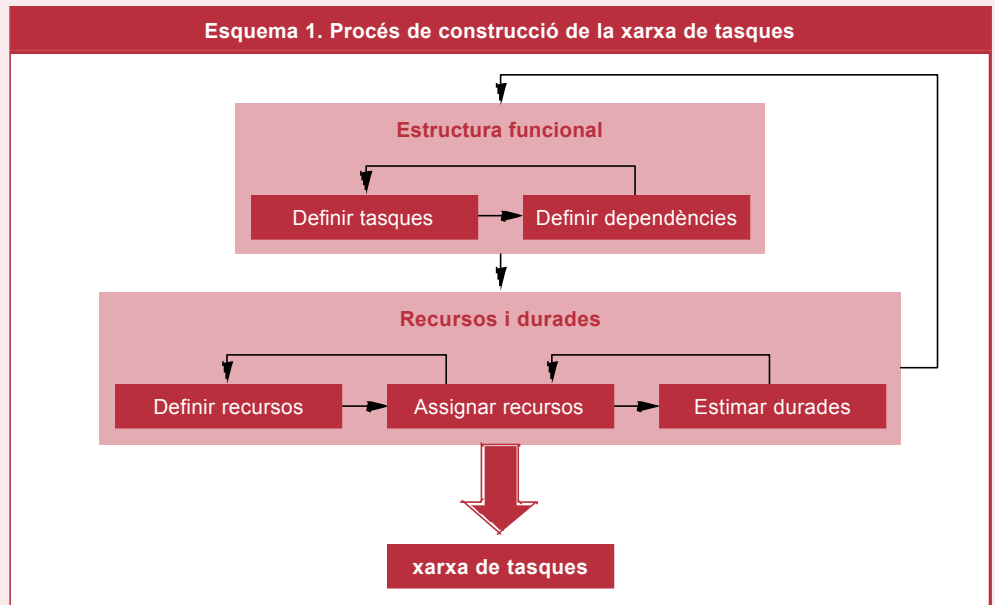 Esquema 1. Procés de construcció de la xarxa de tasques
Estructura funcional
Definir tasques
Definir dependències
Recursos i durades
Definir recursos
Assignar recursos
Estimar durades
xarxa de tasques